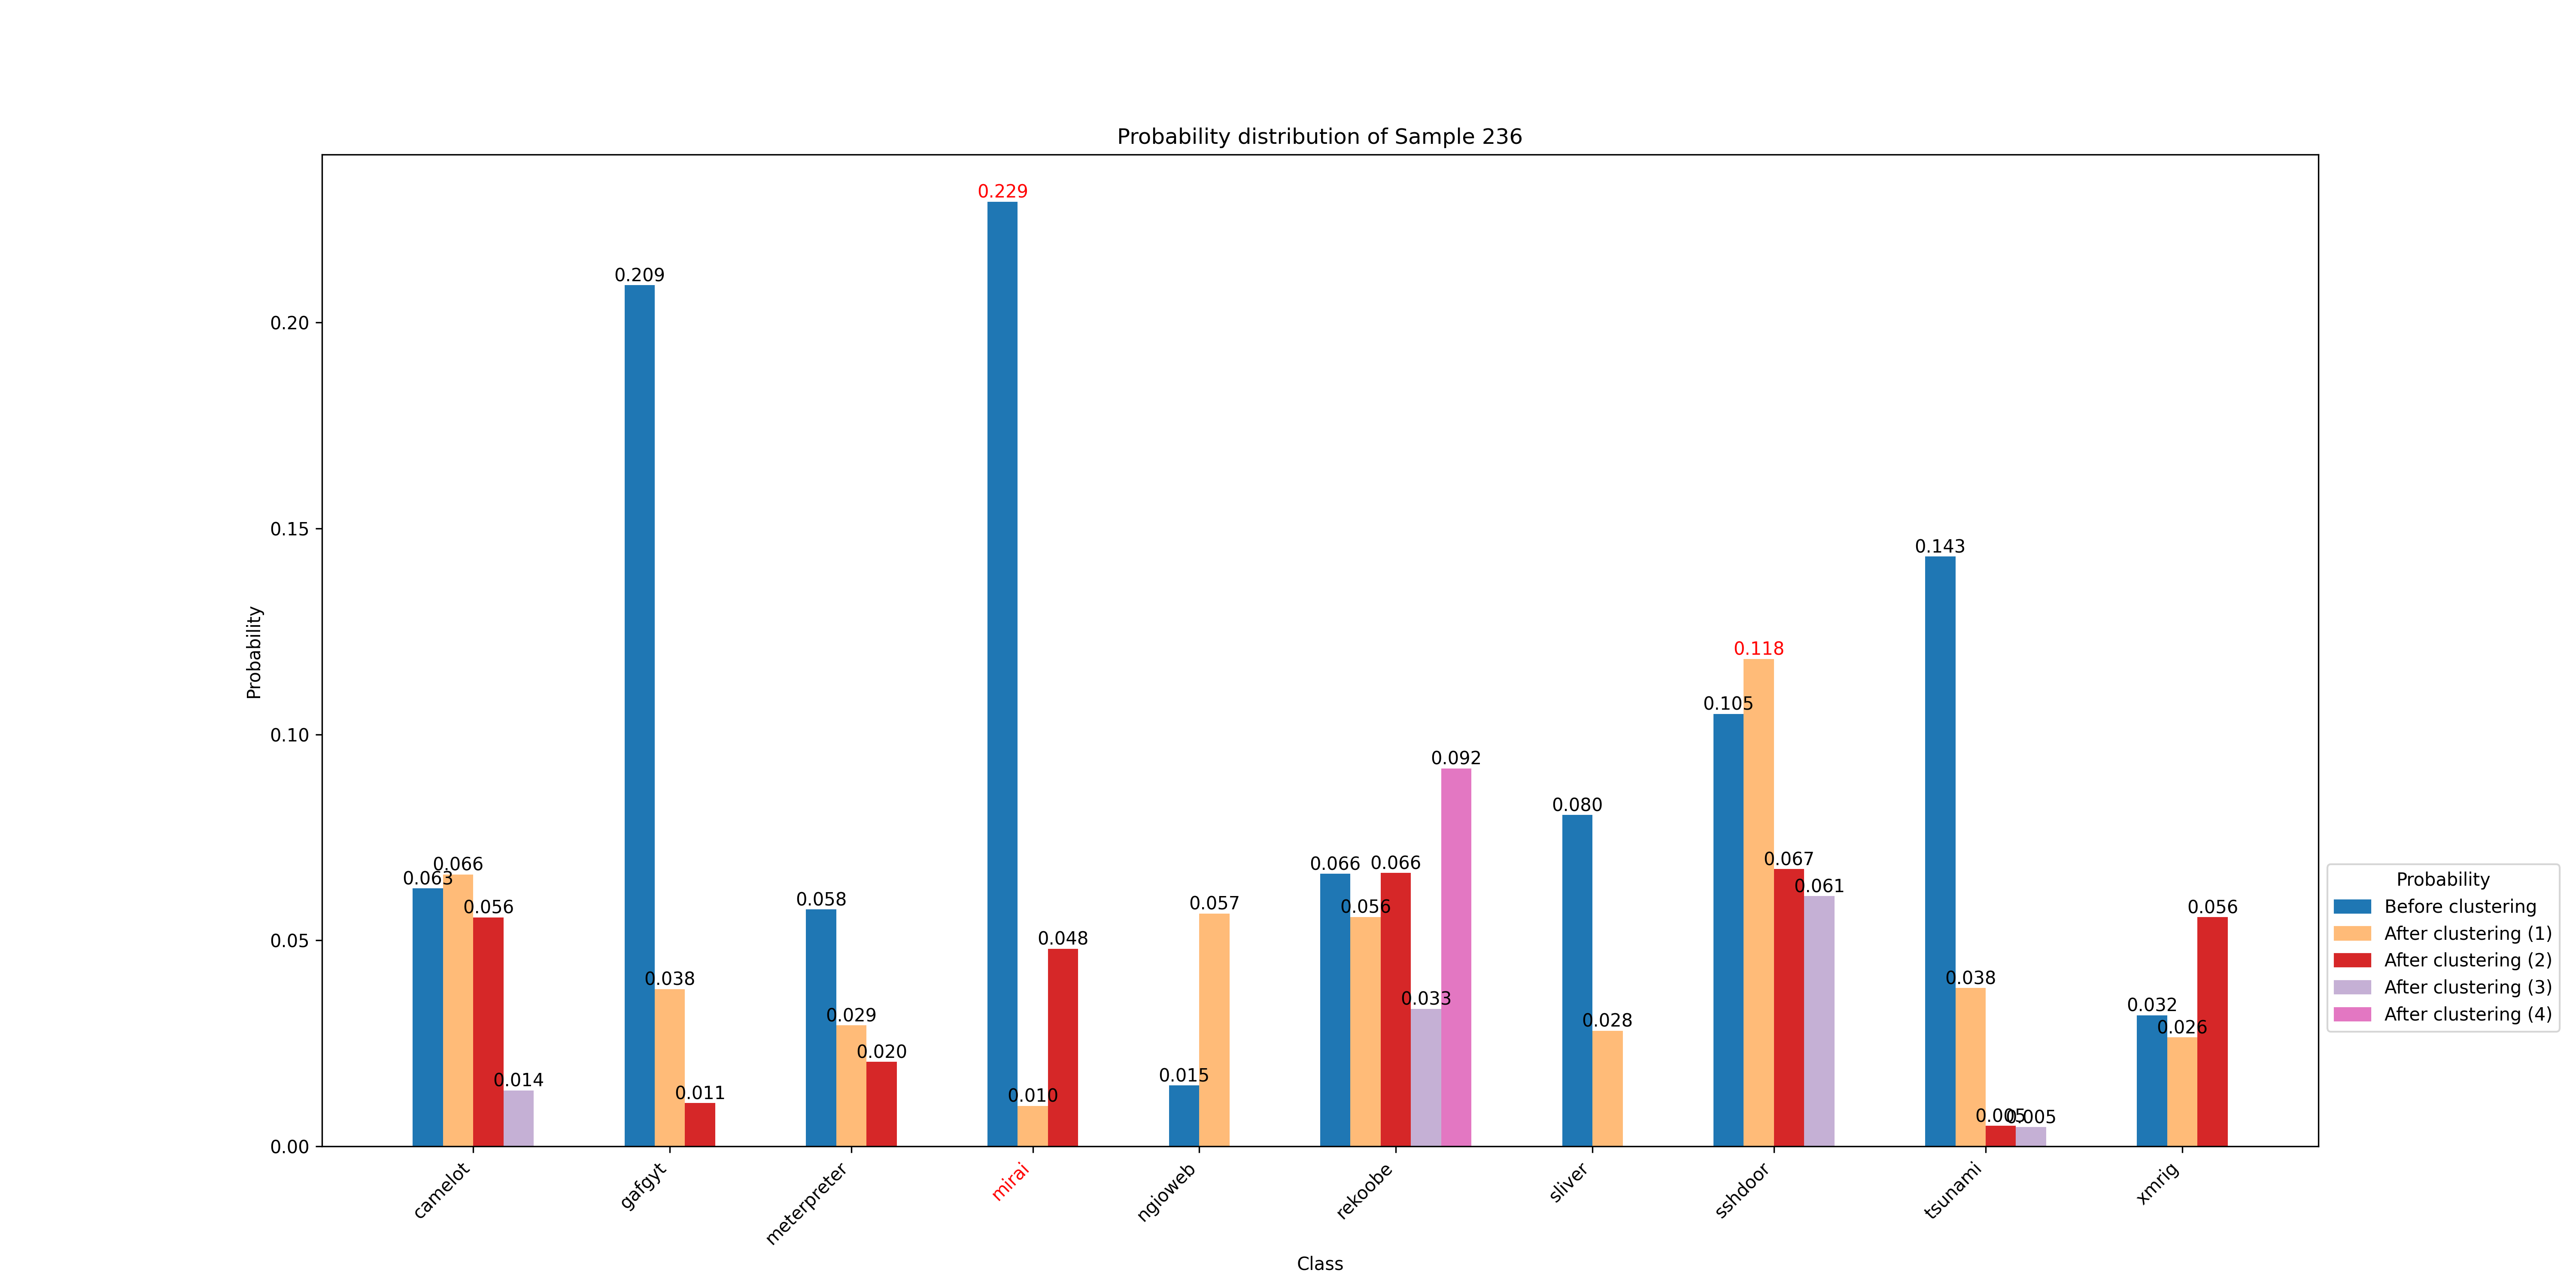 Probability distribution of Sample 236
Probability
0.20
0.15
0.10
0.05
0.00
0.063
0.066
0.056
0.014
0.209
0.038
0.011
0.058
0.029
0.020
0.229
0.010
0.048
0.015
0.057
0.066
0.056
0.066
0.033
0.092
0.080
0.028
0.105
0.118
0.067
0.061
0.143
0.038
0.005
0.005
0.032
0.026
0.056
camelot
gafgyt
meterpreter
mirai
ngioweb
rekoobe
sliver
sshdoor
tsunami
xmrig
Class
Probability
Before clustering
After clustering (1)
After clustering (2)
After clustering (3)
After clustering (4)